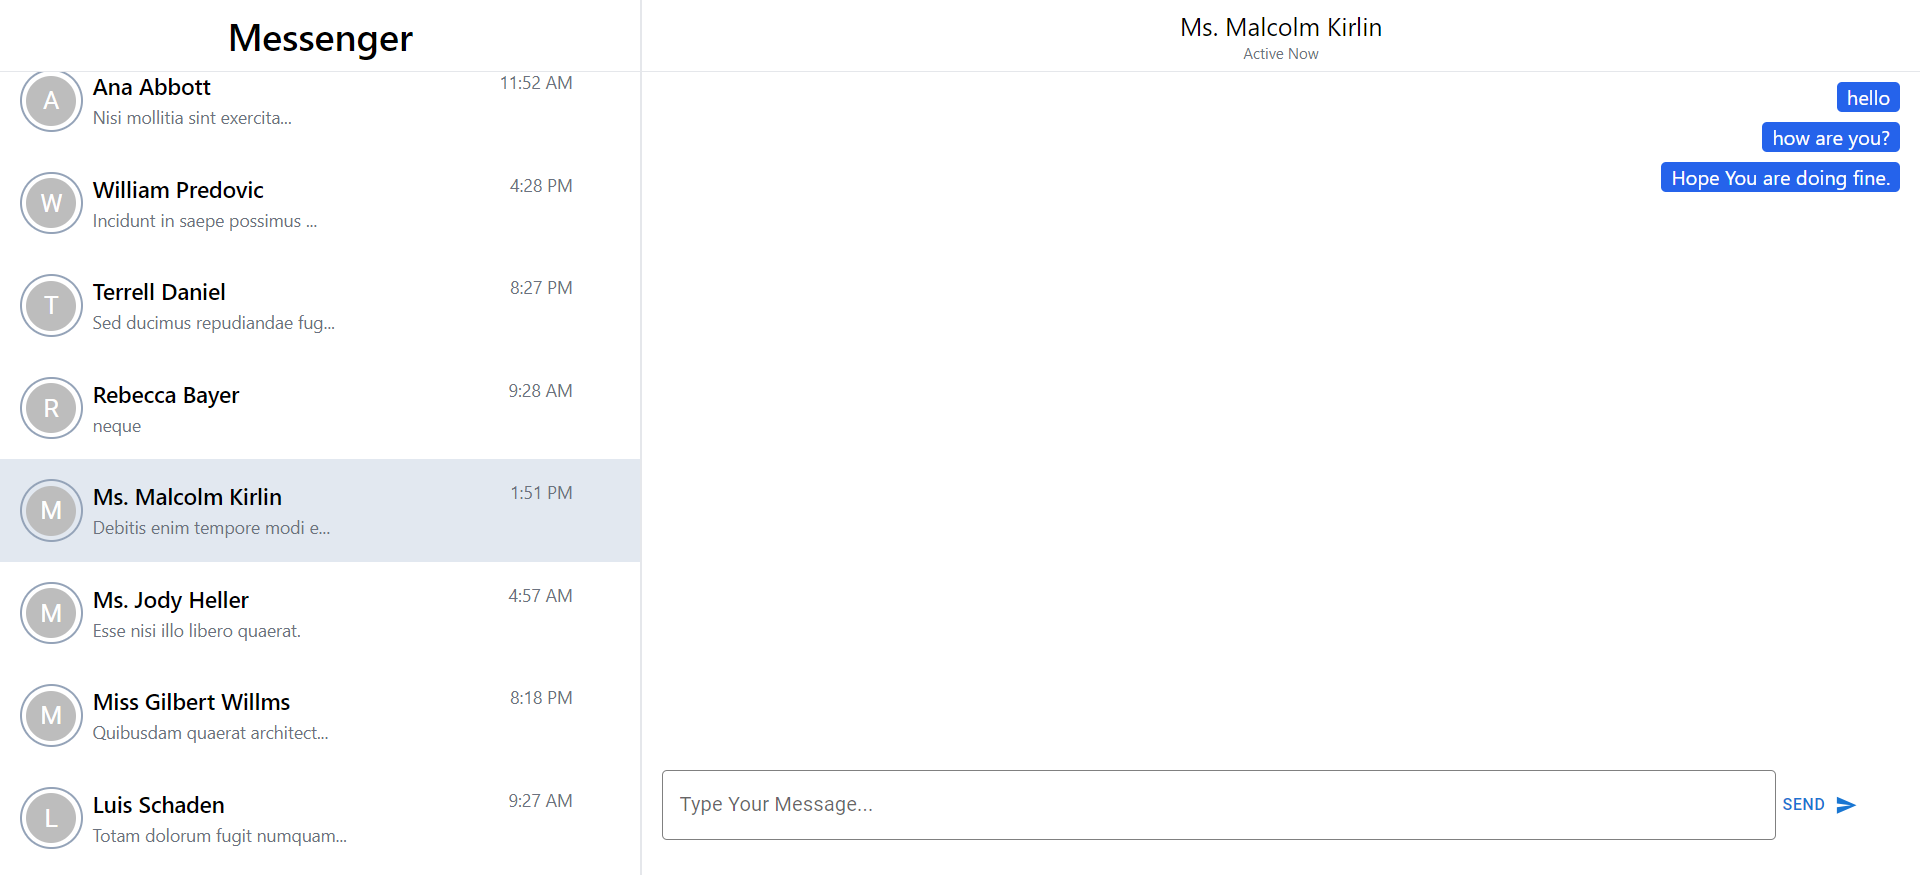 Messenger
A
Ana Abbott
11:52 AM
Nisi mollitia sint exercita...
W
William Predovic
4:28 PM
Incidunt in saepe possimus ...
T
Terrell Daniel
8:27 PM
Sed ducimus repudiandae fug...
R
Rebecca Bayer
9:28 AM
neque
M
Ms. Malcolm Kirlin
1:51 PM
Debitis enim tempore modi e...
M
Ms. Jody Heller
4:57 AM
Esse nisi illo libero quaerat.
M
Miss Gilbert Willms
8:18 PM
Quibusdam quaerat architect...
L
Luis Schaden
9:27 AM
Totam dolorum fugit numquam...
Ms. Malcolm Kirlin
Active Now
hello
how are you?
Hope You are doing fine.
Type Your Message...
SEND